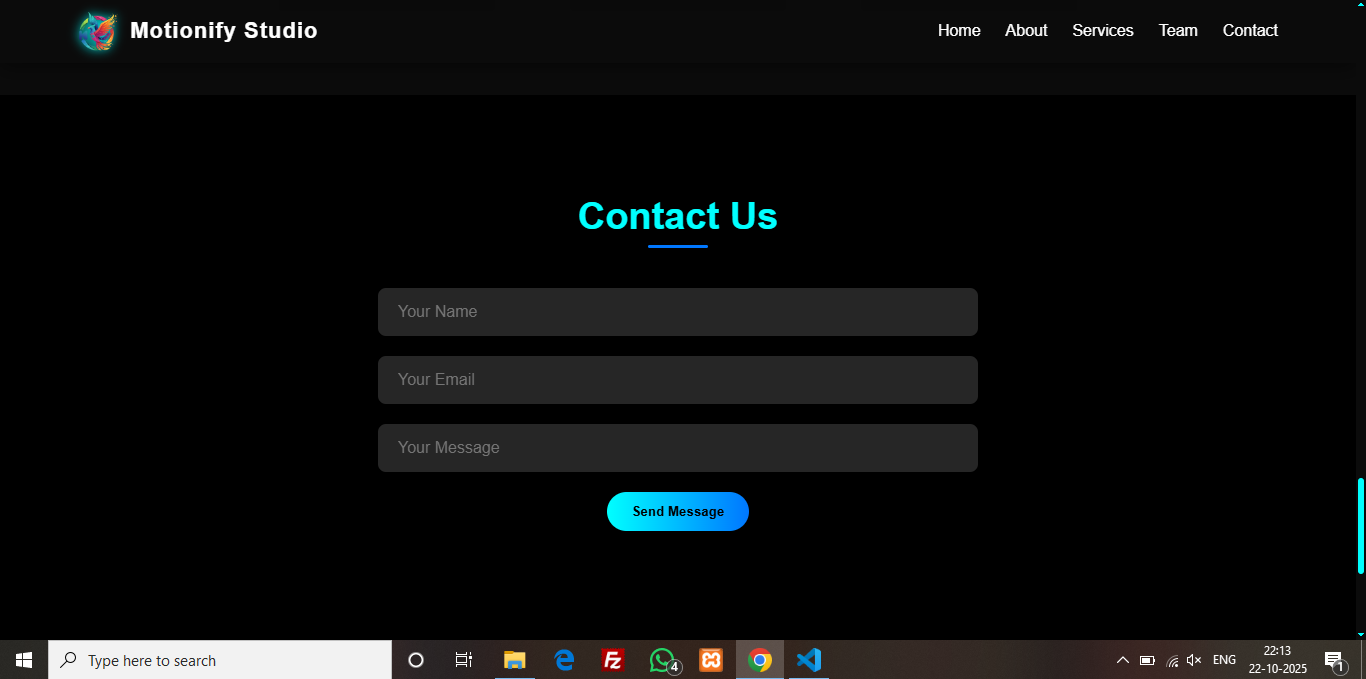 Motionify Studio
Home About Services Team Contact
Contact Us
Your Name
Your Email
Your Message
Send Message
Type here to search
4
ENG
22:13
22-10-2025
1